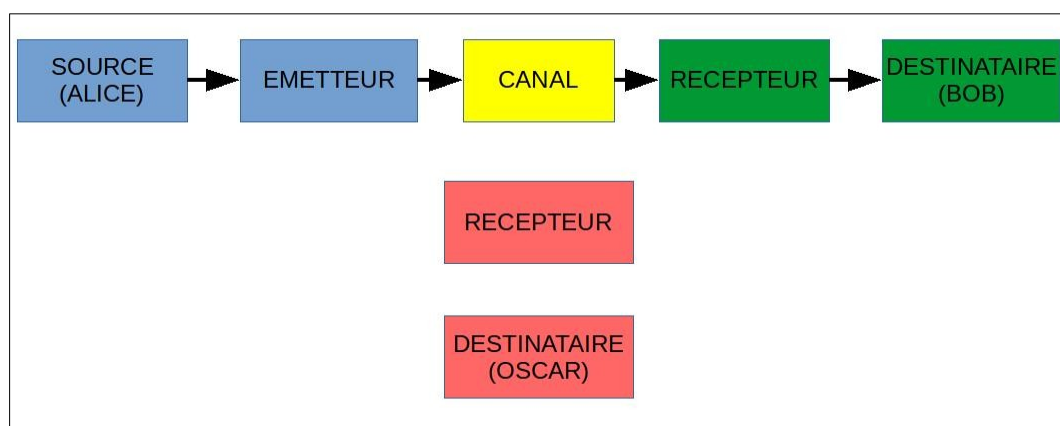 SOURCE
(ALICE)
EMETTEUR
CANAL
RECEPTEUR
DESTINATAIRE
(BOB)
RECEPTEUR
DESTINATAIRE
(OSCAR)